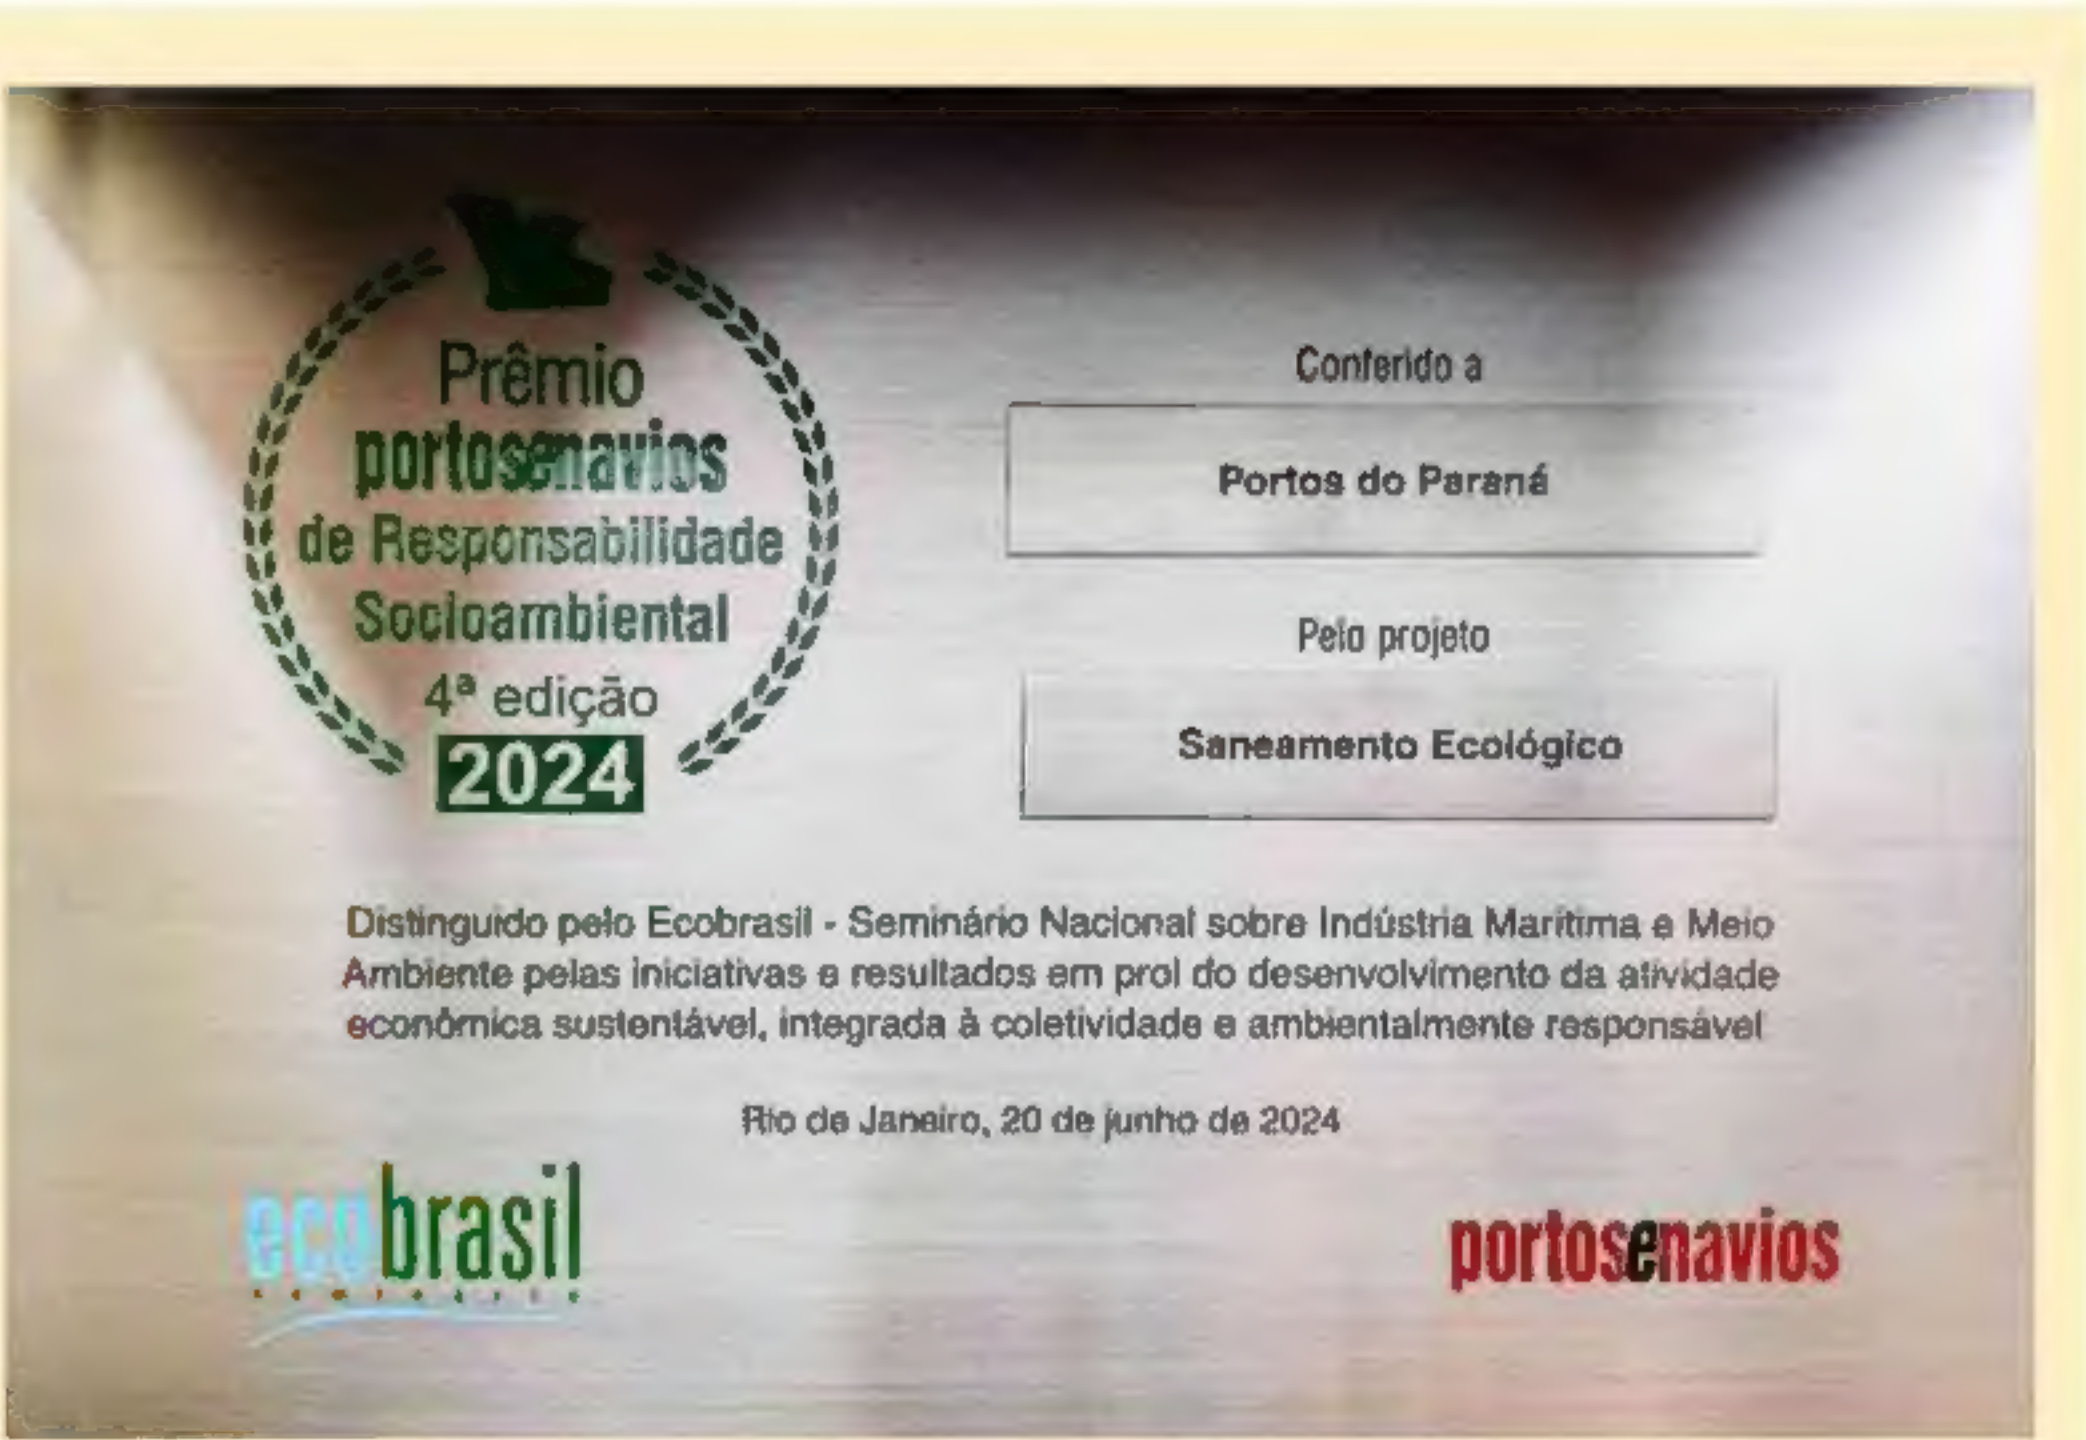 Prêmio
portosenavios
de Responsabilidade
Socioambiental
4ª edição
2024
Conferido a
Portos do Paraná
Pelo projeto
Saneamento Ecológico
Distinguido pelo Ecobrasil - Seminário Nacional sobre Indústria Marítima e Meio
Ambiente pelas iniciativas e resultados em prol do desenvolvimento da atividade
econômica sustentável, integrada à coletividade e ambientalmente responsável
Rio de Janeiro, 20 de junho de 2024
ecobrasil
portosenavios